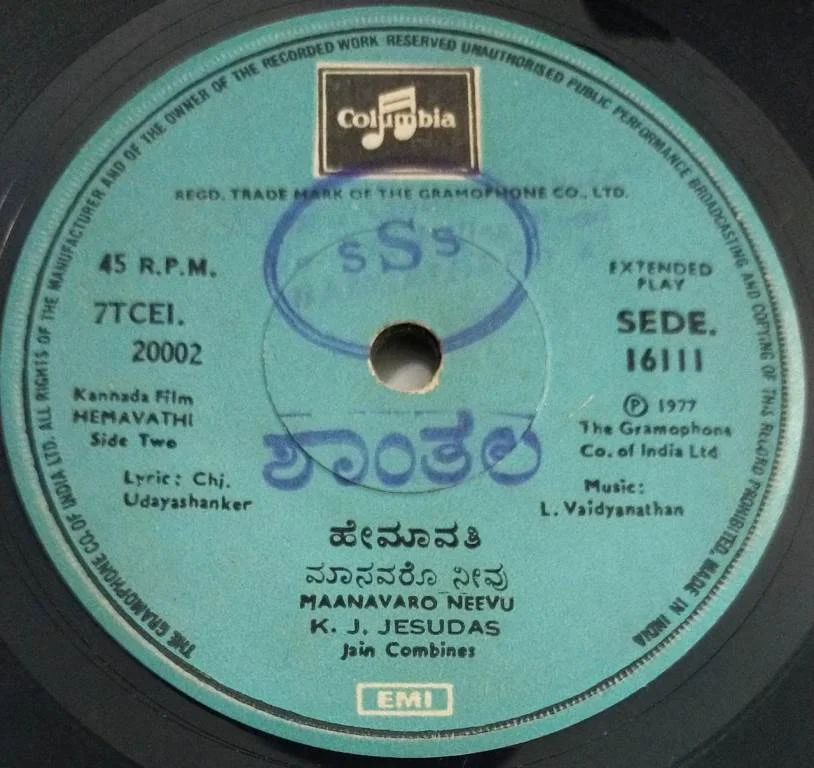 THE GRAMOPHONE CO. OF INDIA LTD. ALL RIGHTS OF THE MANUFACTURER AND OF THE OWNER OF THE RECORDED WORK RESERVED UNAUTHORISED PUBLIC PERFORMANCE BROADCASTING AND COPYING OF THIS RECORD PROHIBITED. MADE IN INDIA
Columbia
REGD. TRADE MARK OF THE GRAMOPHONE CO., LTD.
sSs
45 R.P.M.
7TCEI.
20002
EXTENDED
PLAY
SEDE.
16111
Kannada Film
HEMAVATHI
Side Two
Ⓟ 1977
The Gramophone
Co. of India Ltd
ಶಾಂತಲ
Lyric: Chi.
Udayashanker
Music:
L. Vaidyanathan
ಹೇಮಾವತಿ
ಮಾನವರೊ ನೀವು
MAANAVARO NEEVU
K. J. JESUDAS
Jain Combines
EMI